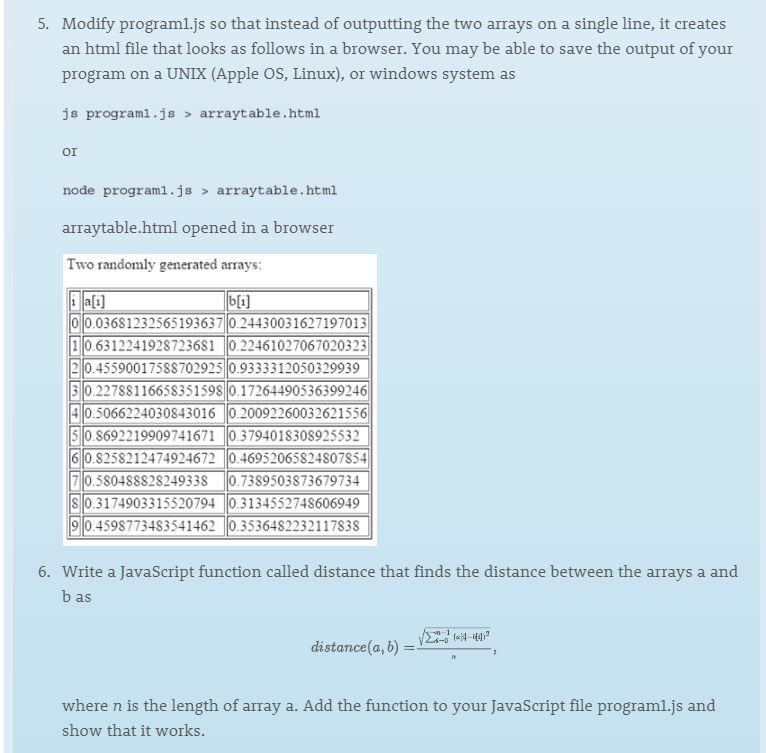 5. Modify program1.js so that instead of outputting the two arrays on a single line, it creates
an html file that looks as follows in a browser. You may be able to save the output of your
program on a UNIX (Apple OS, Linux), or windows system as
js program1.js > arraytable.html
or
node program1.js > arraytable.html
arraytable.html opened in a browser
Two randomly generated arrays:
i a[i] b[i]
0 0.03681232565193637 0.24430031627197013
1 0.6312241928723681 0.22461027067020323
2 0.45590017588702925 0.9333312050329939
3 0.22788116658351598 0.17264490536399246
4 0.5066224030843016 0.20092260032621556
5 0.8692219909741671 0.3794018308925532
6 0.8258212474924672 0.46952065824807854
7 0.580488828249338 0.7389503873679734
8 0.3174903315520794 0.3134552748606949
9 0.4598773483541462 0.3536482232117838
6. Write a JavaScript function called distance that finds the distance between the arrays a and
b as
distance(a, b) = √∑ⁿ⁻¹ᵢ₌₀ (a[i]−b[i])² / n,
where n is the length of array a. Add the function to your JavaScript file program1.js and
show that it works.